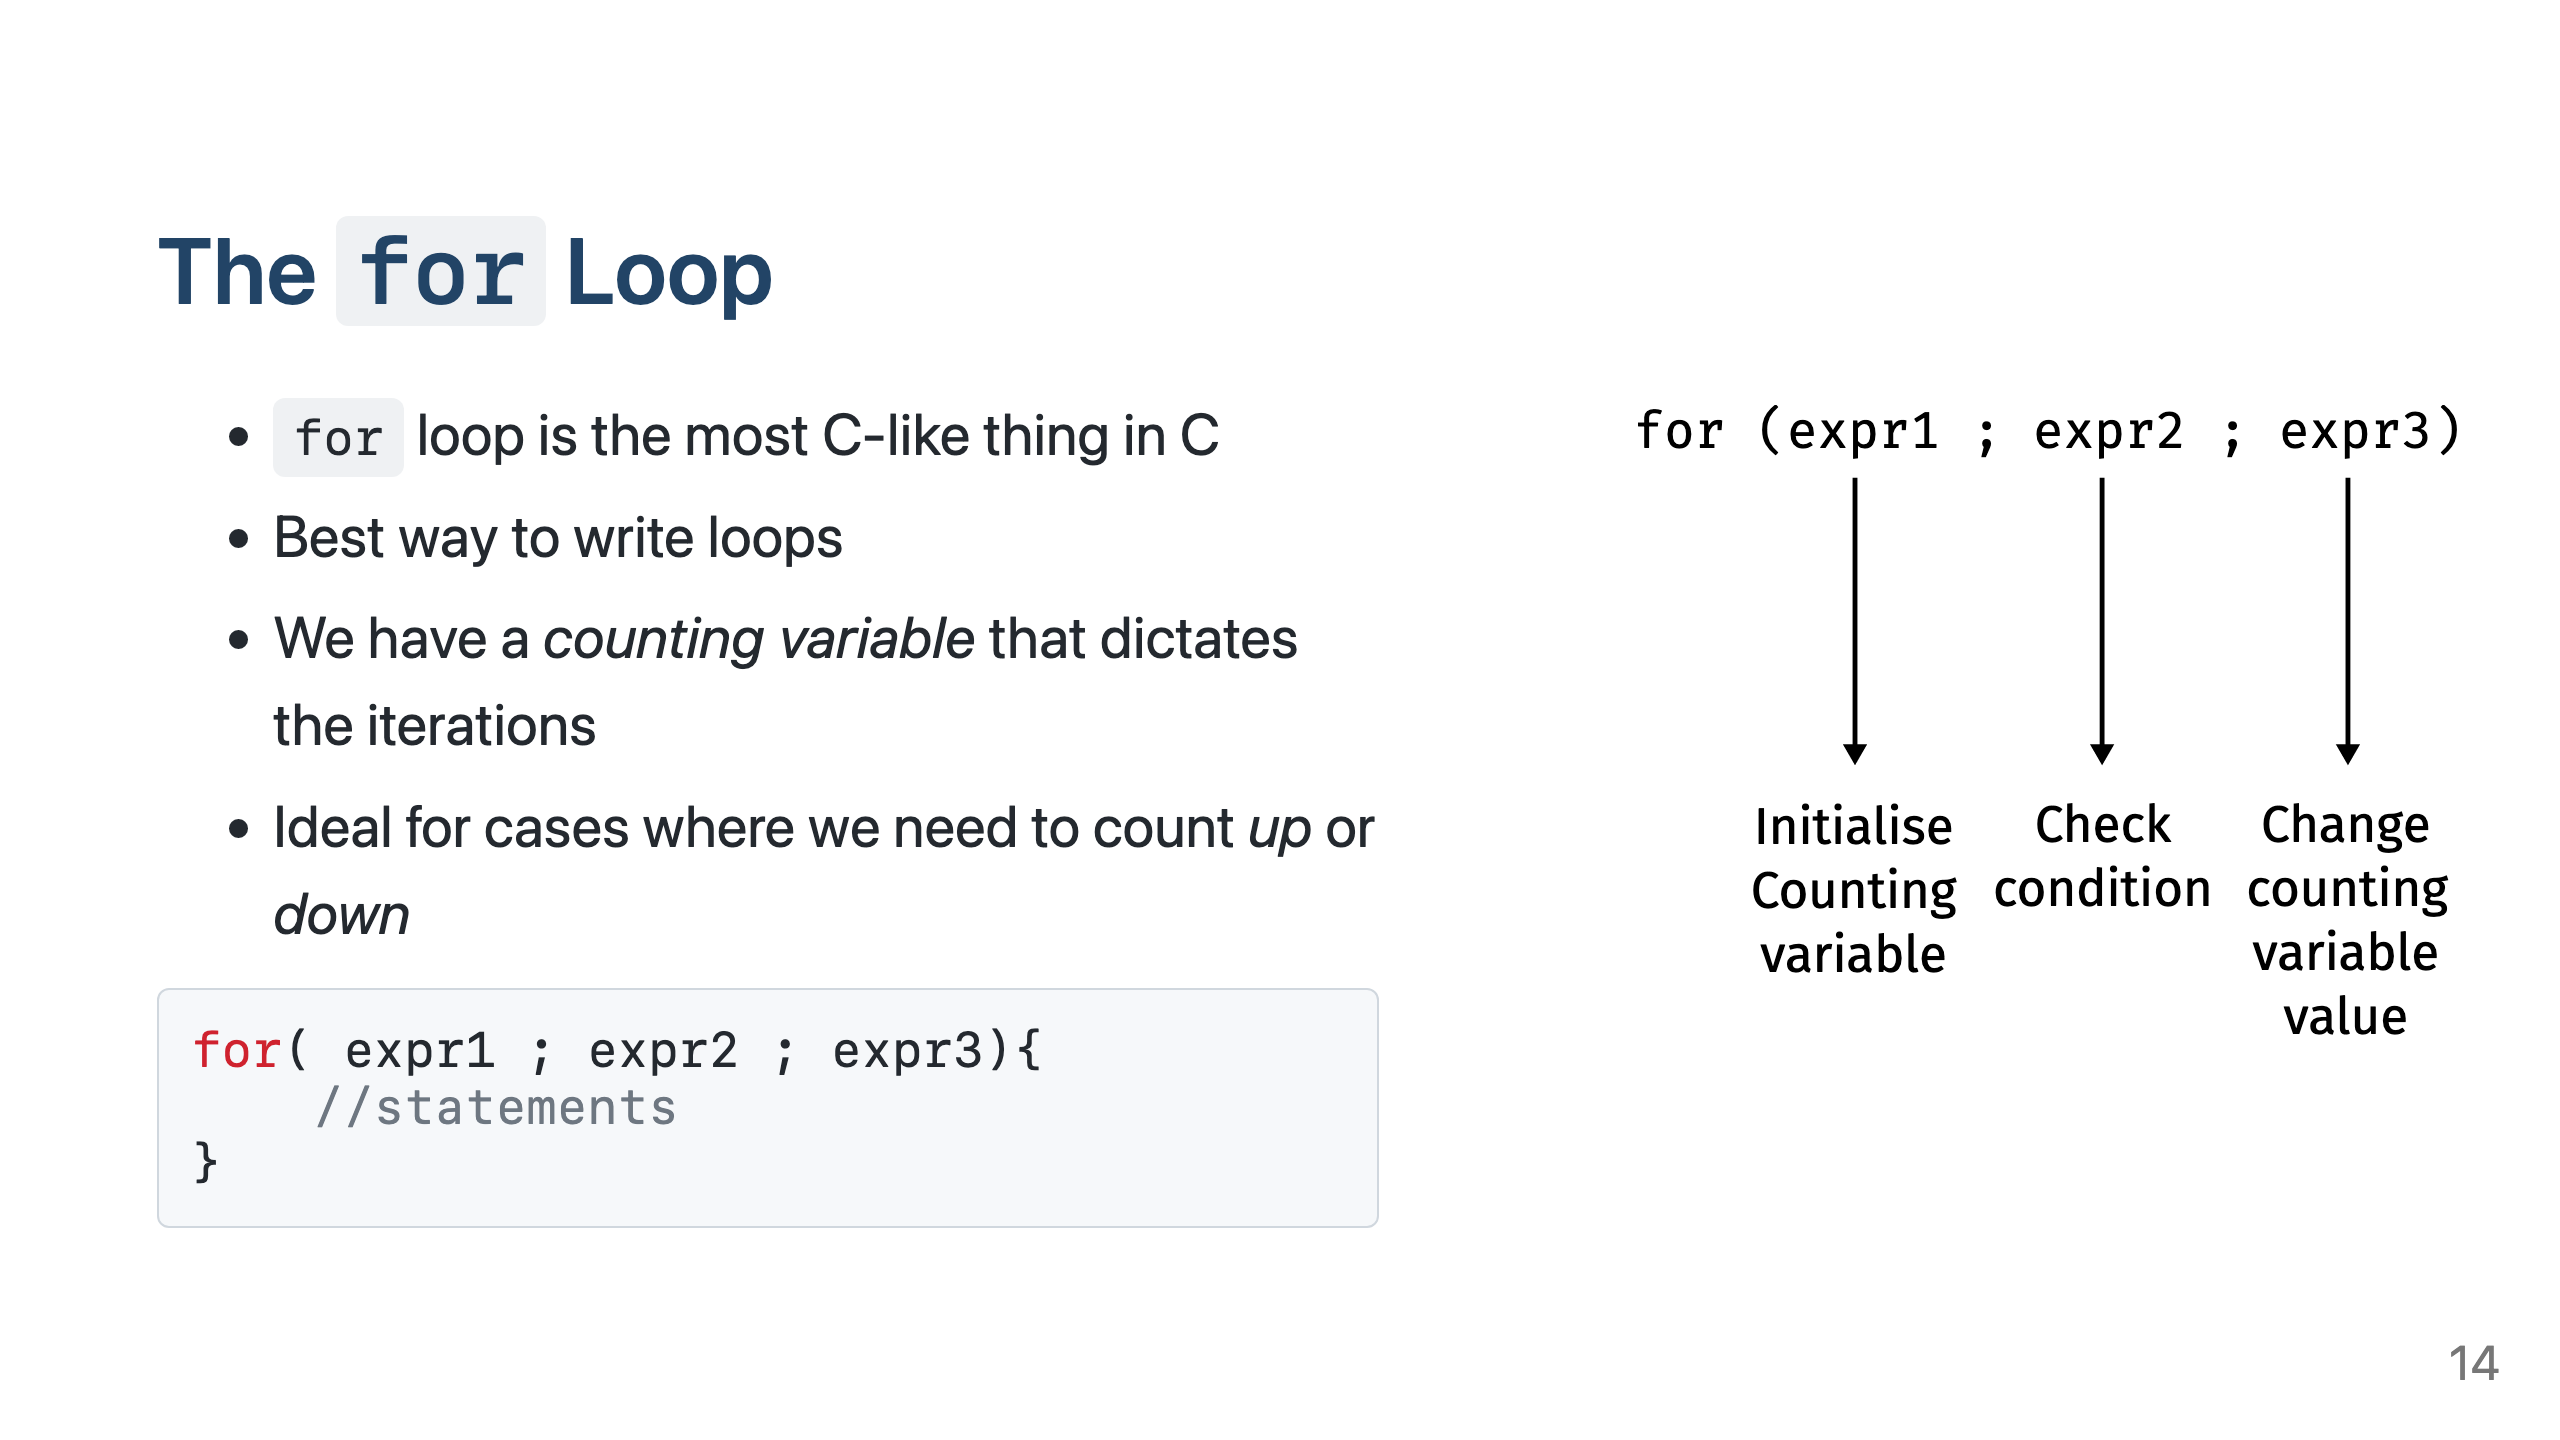 The for Loop
for loop is the most C-like thing in C
Best way to write loops
We have a counting variable that dictates
the iterations
Ideal for cases where we need to count up or
down
for( expr1 ; expr2 ; expr3){
    //statements
}
for (expr1 ; expr2 ; expr3)
Initialise
Counting
variable
Check
condition
Change
counting
variable
value
14